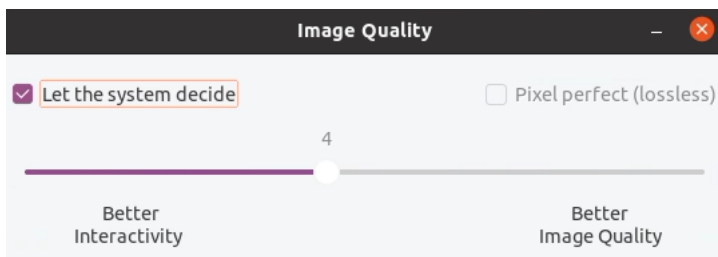 Image Quality
Let the system decide
Pixel perfect (lossless)
4
Better
Interactivity
Better
Image Quality